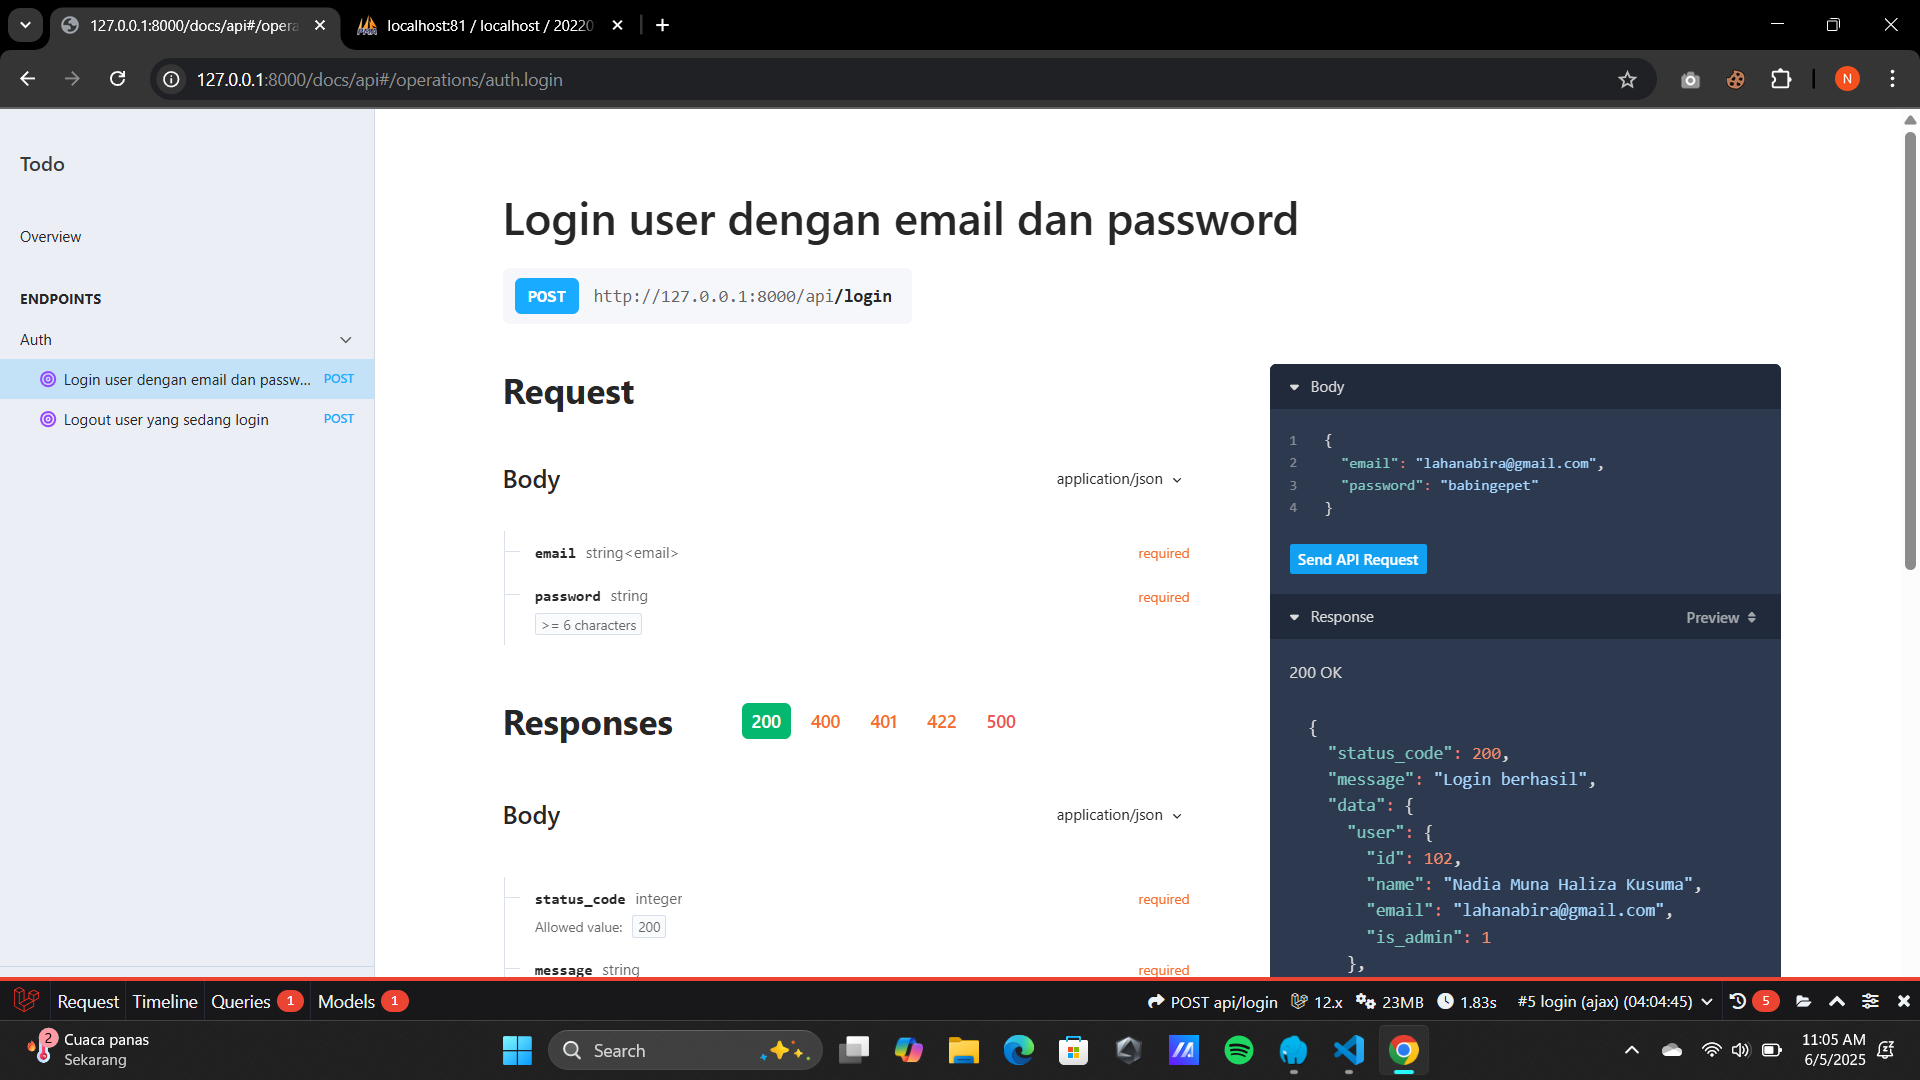 127.0.0.1:8000/docs/api#/opera
localhost:81 / localhost / 20220
127.0.0.1:8000/docs/api#/operations/auth.login
N
Todo
Overview
ENDPOINTS
Auth
Login user dengan email dan passw... POST
Logout user yang sedang login POST
Login user dengan email dan password
POST http://127.0.0.1:8000/api/login
Request
Body application/json
email string<email> required
password string required
>= 6 characters
Responses 200 400 401 422 500
Body application/json
status_code integer required
Allowed value: 200
message string required
Body
1 {
2 "email": "lahanabira@gmail.com",
3 "password": "babingepet"
4 }
Send API Request
Response Preview
200 OK
{
"status_code": 200,
"message": "Login berhasil",
"data": {
"user": {
"id": 102,
"name": "Nadia Muna Haliza Kusuma",
"email": "lahanabira@gmail.com",
"is_admin": 1
},
Request Timeline Queries 1 Models 1 POST api/login 12.x 23MB 1.83s #5 login (ajax) (04:04:45) 5
2
Cuaca panas
Sekarang
Search
11:05 AM
6/5/2025